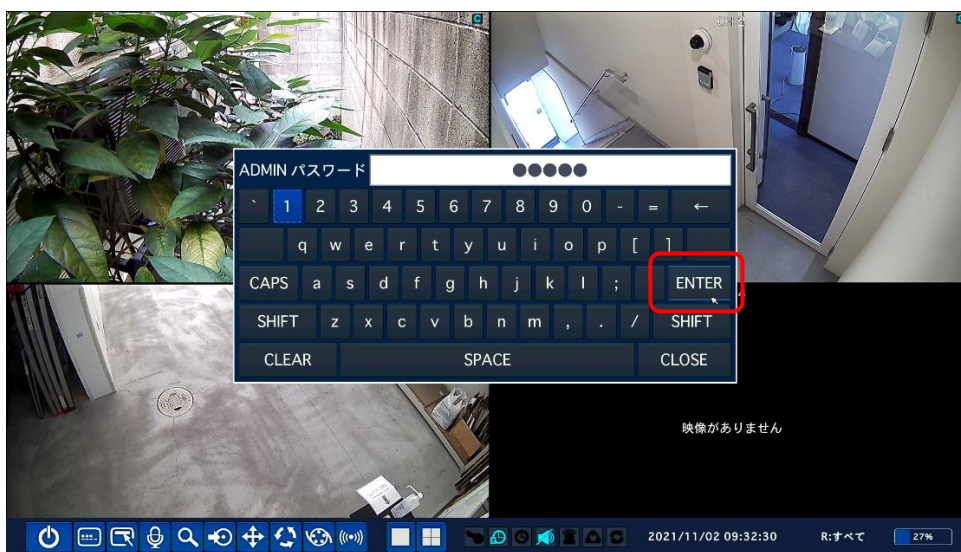 C
CH 2
C
ADMIN パスワード ●●●●●
` 1 2 3 4 5 6 7 8 9 0 - = ←
q w e r t y u i o p [ ]
CAPS a s d f g h j k l ; ENTER
SHIFT z x c v b n m , . / SHIFT
CLEAR SPACE CLOSE
映像がありません
2021/11/02 09:32:30 R:すべて 27%